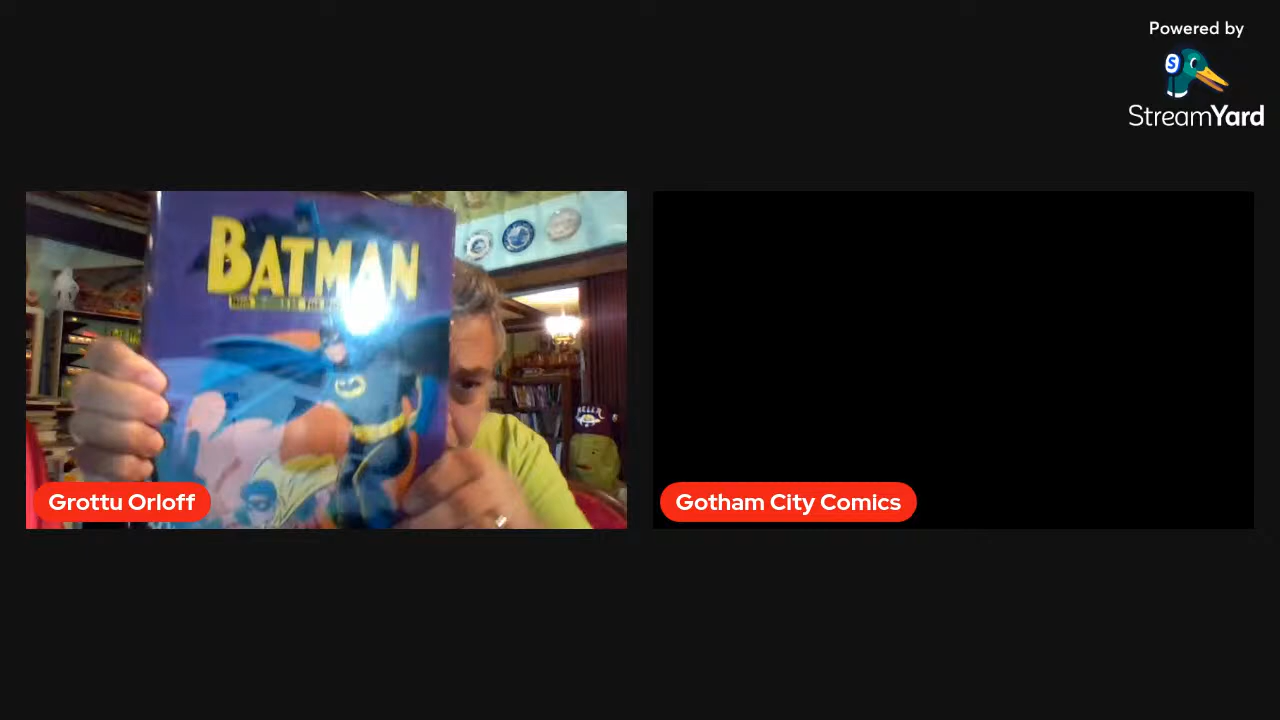 Powered by
S
StreamYard
BATMAN
Grottu Orloff
Gotham City Comics